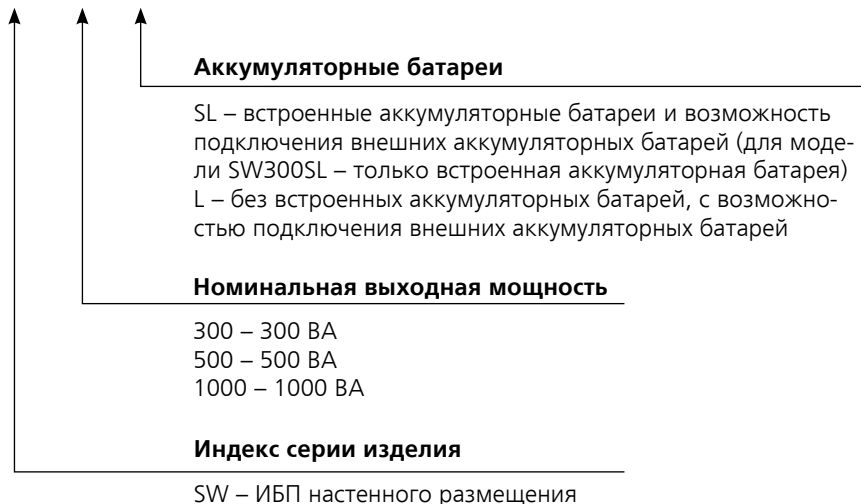 Аккумуляторные батареи
SL – встроенные аккумуляторные батареи и возможность
подключения внешних аккумуляторных батарей (для моде-
ли SW300SL – только встроенная аккумуляторная батарея)
L – без встроенных аккумуляторных батарей, с возможно-
стью подключения внешних аккумуляторных батарей
Номинальная выходная мощность
300 – 300 ВА
500 – 500 ВА
1000 – 1000 ВА
Индекс серии изделия
SW – ИБП настенного размещения